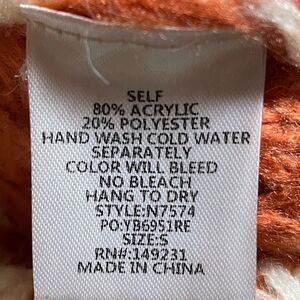 SELF
80% ACRYLIC
20% POLYESTER
HAND WASH COLD WATER
SEPARATELY
COLOR WILL BLEED
NO BLEACH
HANG TO DRY
STYLE:N7574
PO:YB6951RE
SIZE:S
RN#:149231
MADE IN CHINA